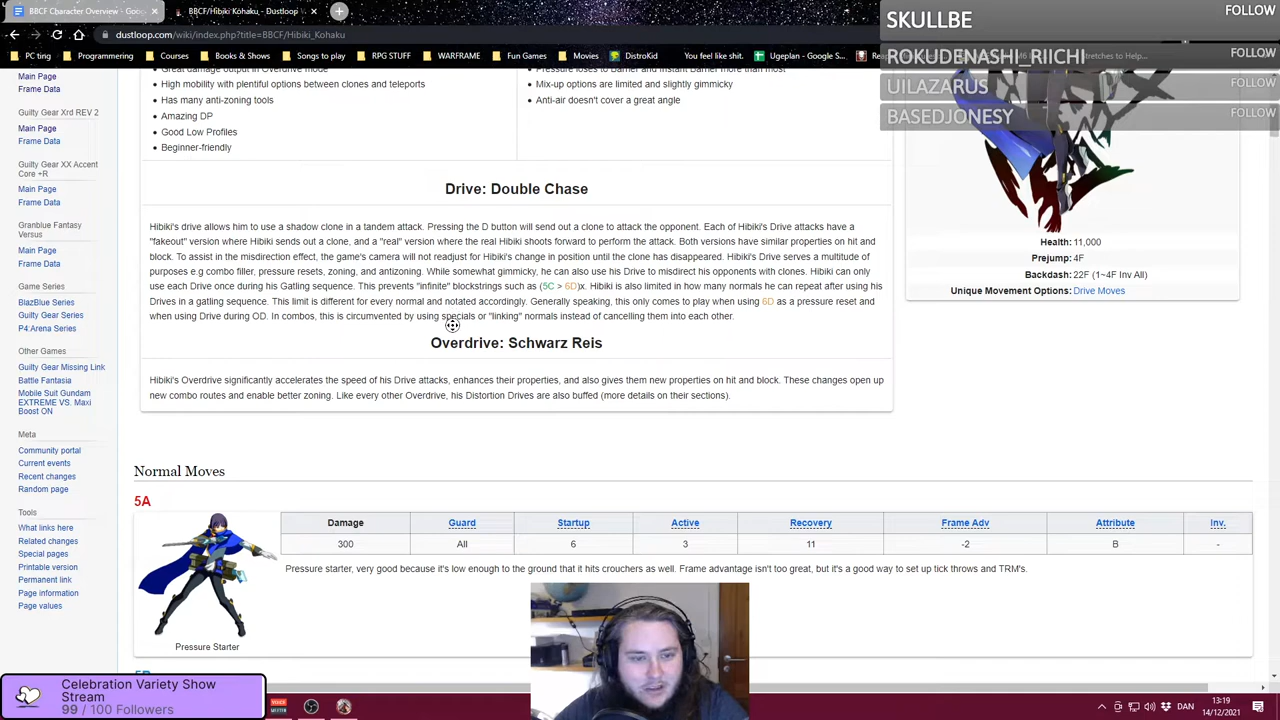 BBCF Character Overview - Goog
BBCF/Hibiki Kohaku - Dustloop
dustloop.com/wiki/index.php?title=BBCF/Hibiki_Kohaku
PC ting
Programmering
Books & Shows
Courses
Songs to play
RPG STUFF
WARFRAME
Fun Games
Movies
DistroKid
You feel like shit.
Ugeplan - Google S...
SKULLBE
FOLLOW
ROKUDENASHI_RIICHI
FOLLOW
UILAZARUS
FOLLOW
BASEDJONESY
FOLLOW
Main Page
Frame Data
Guilty Gear Xrd REV 2
Main Page
Frame Data
Guilty Gear XX Accent
Core +R
Main Page
Frame Data
Granblue Fantasy
Versus
Main Page
Frame Data
Game Series
BlazBlue Series
Guilty Gear Series
P4:Arena Series
Other Games
Guilty Gear Missing Link
Battle Fantasia
Mobile Suit Gundam
EXTREME VS. Maxi
Boost ON
Meta
Community portal
Current events
Recent changes
Random page
Tools
What links here
Related changes
Special pages
Printable version
Permanent link
Page information
Page values
Great damage output in Overdrive mode
High mobility with plentiful options between clones and teleports
Has many anti-zoning tools
Amazing DP
Good Low Profiles
Beginner-friendly
Pressure loses to Barrier and Instant Barrier more than most
Mix-up options are limited and slightly gimmicky
Anti-air doesn't cover a great angle
Drive: Double Chase
Hibiki's drive allows him to use a shadow clone in a tandem attack. Pressing the D button will send out a clone to attack the opponent. Each of Hibiki's Drive attacks have a
"fakeout" version where Hibiki sends out a clone, and a "real" version where the real Hibiki shoots forward to perform the attack. Both versions have similar properties on hit and
block. To assist in the misdirection effect, the game's camera will not readjust for Hibiki's change in position until the clone has disappeared. Hibiki's Drive serves a multitude of
purposes e.g combo filler, pressure resets, zoning, and antizoning. While somewhat gimmicky, he can also use his Drive to misdirect his opponents with clones. Hibiki can only
use each Drive once during his Gatling sequence. This prevents "infinite" blockstrings such as (5C > 6D)x. Hibiki is also limited in how many normals he can repeat after using his
Drives in a gatling sequence. This limit is different for every normal and notated accordingly. Generally speaking, this only comes to play when using 6D as a pressure reset and
when using Drive during OD. In combos, this is circumvented by using specials or "linking" normals instead of cancelling them into each other.
Overdrive: Schwarz Reis
Hibiki's Overdrive significantly accelerates the speed of his Drive attacks, enhances their properties, and also gives them new properties on hit and block. These changes open up
new combo routes and enable better zoning. Like every other Overdrive, his Distortion Drives are also buffed (more details on their sections).
Health: 11,000
Prejump: 4F
Backdash: 22F (1~4F Inv All)
Unique Movement Options: Drive Moves
Normal Moves
5A
Damage Guard Startup Active Recovery Frame Adv Attribute Inv.
300 All 6 3 11 -2 B -
Pressure starter, very good because it's low enough to the ground that it hits crouchers as well. Frame advantage isn't too great, but it's a good way to set up tick throws and TRM's.
Pressure Starter
Celebration Variety Show
Stream
99 / 100 Followers
DAN
13:19
14/12/2021